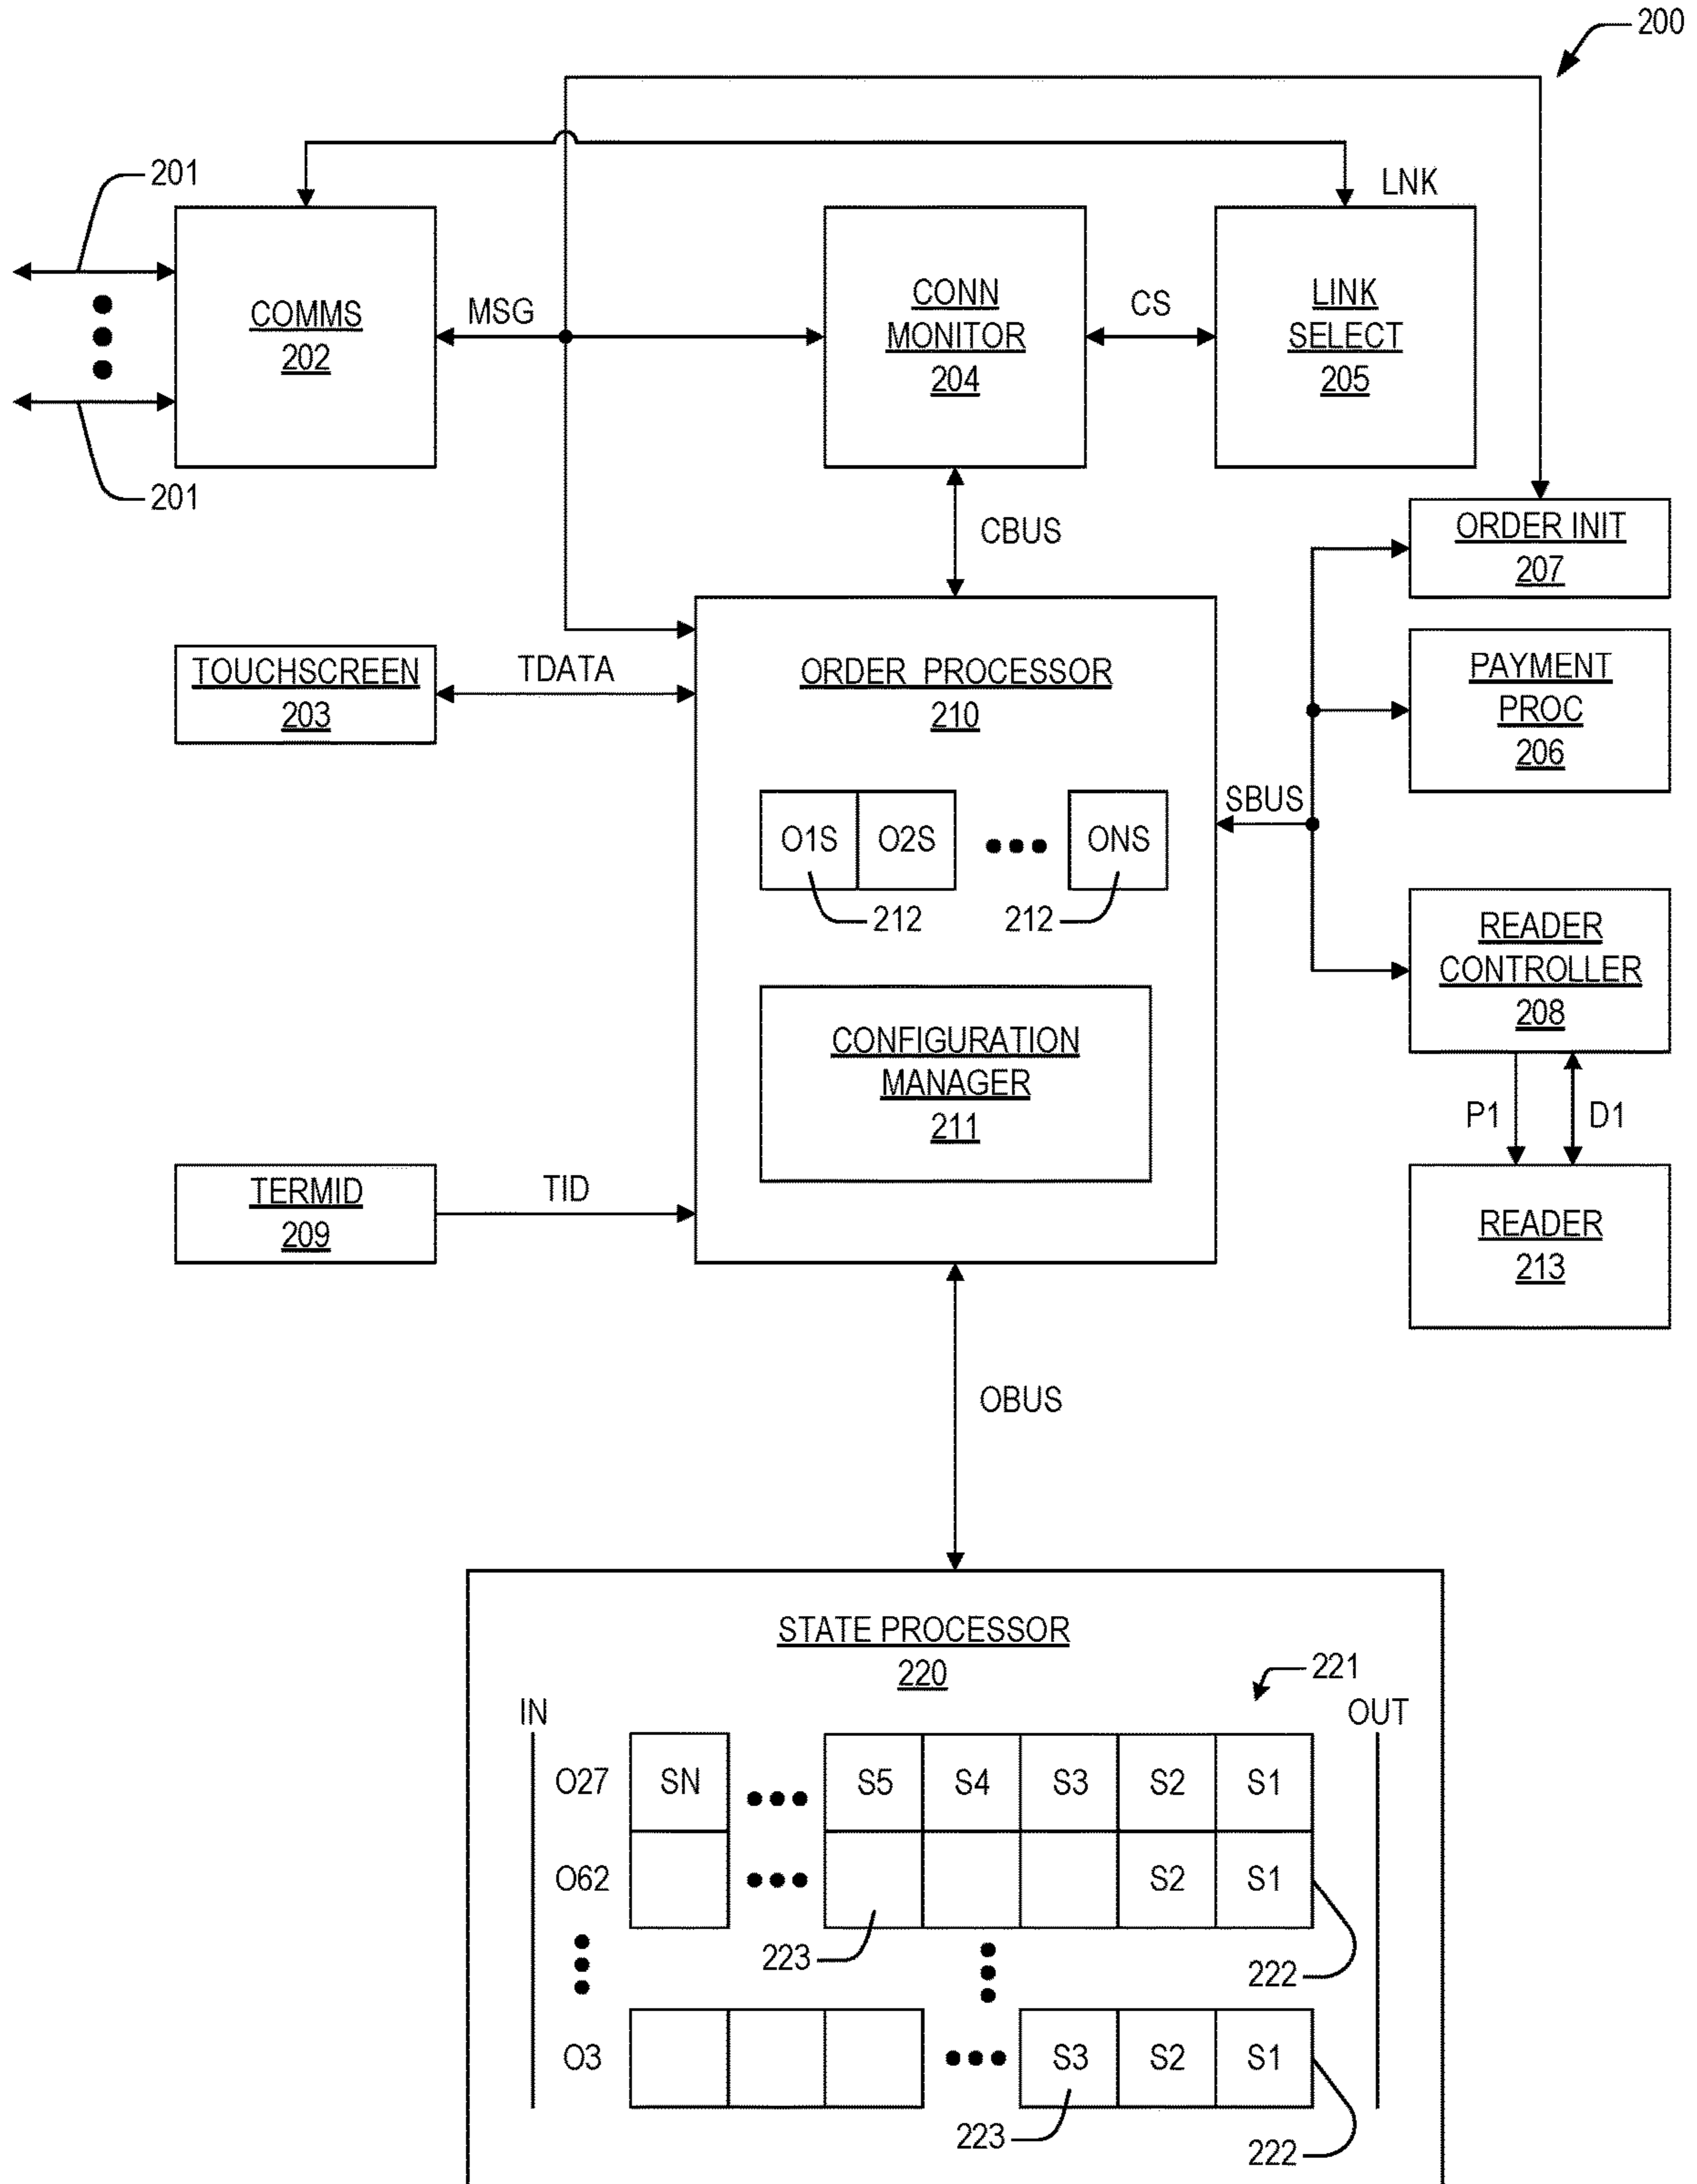 200
201
LNK
COMMS
202
MSG
CONN
MONITOR
204
CS
LINK
SELECT
205
201
CBUS
ORDER INIT
207
TOUCHSCREEN
203
TDATA
ORDER PROCESSOR
210
PAYMENT
PROC
206
SBUS
O1S
O2S
ONS
212
212
READER
CONTROLLER
208
CONFIGURATION
MANAGER
211
P1
D1
TERMID
209
TID
READER
213
OBUS
STATE PROCESSOR
220
221
IN
OUT
O27 SN S5 S4 S3 S2 S1
O62 S2 S1
223
222
O3 S3 S2 S1
223
222